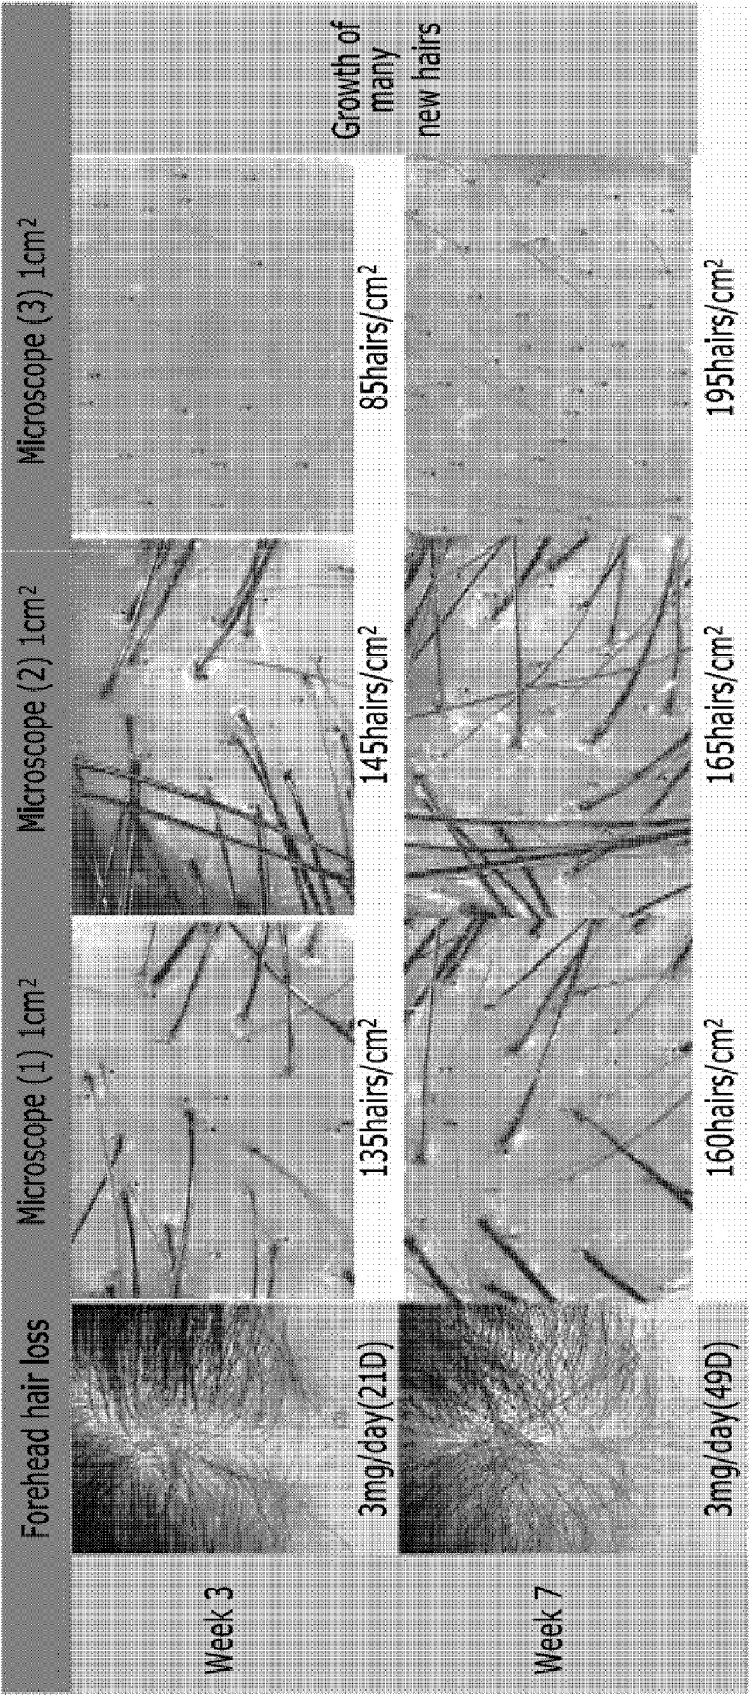 Forehead hair loss
Microscope (1) 1cm²
Microscope (2) 1cm²
Microscope (3) 1cm²
Week 3
3mg/day(21D)
135hairs/cm²
145hairs/cm²
85hairs/cm²
Growth of
many
new hairs
Week 7
3mg/day(49D)
160hairs/cm²
165hairs/cm²
195hairs/cm²